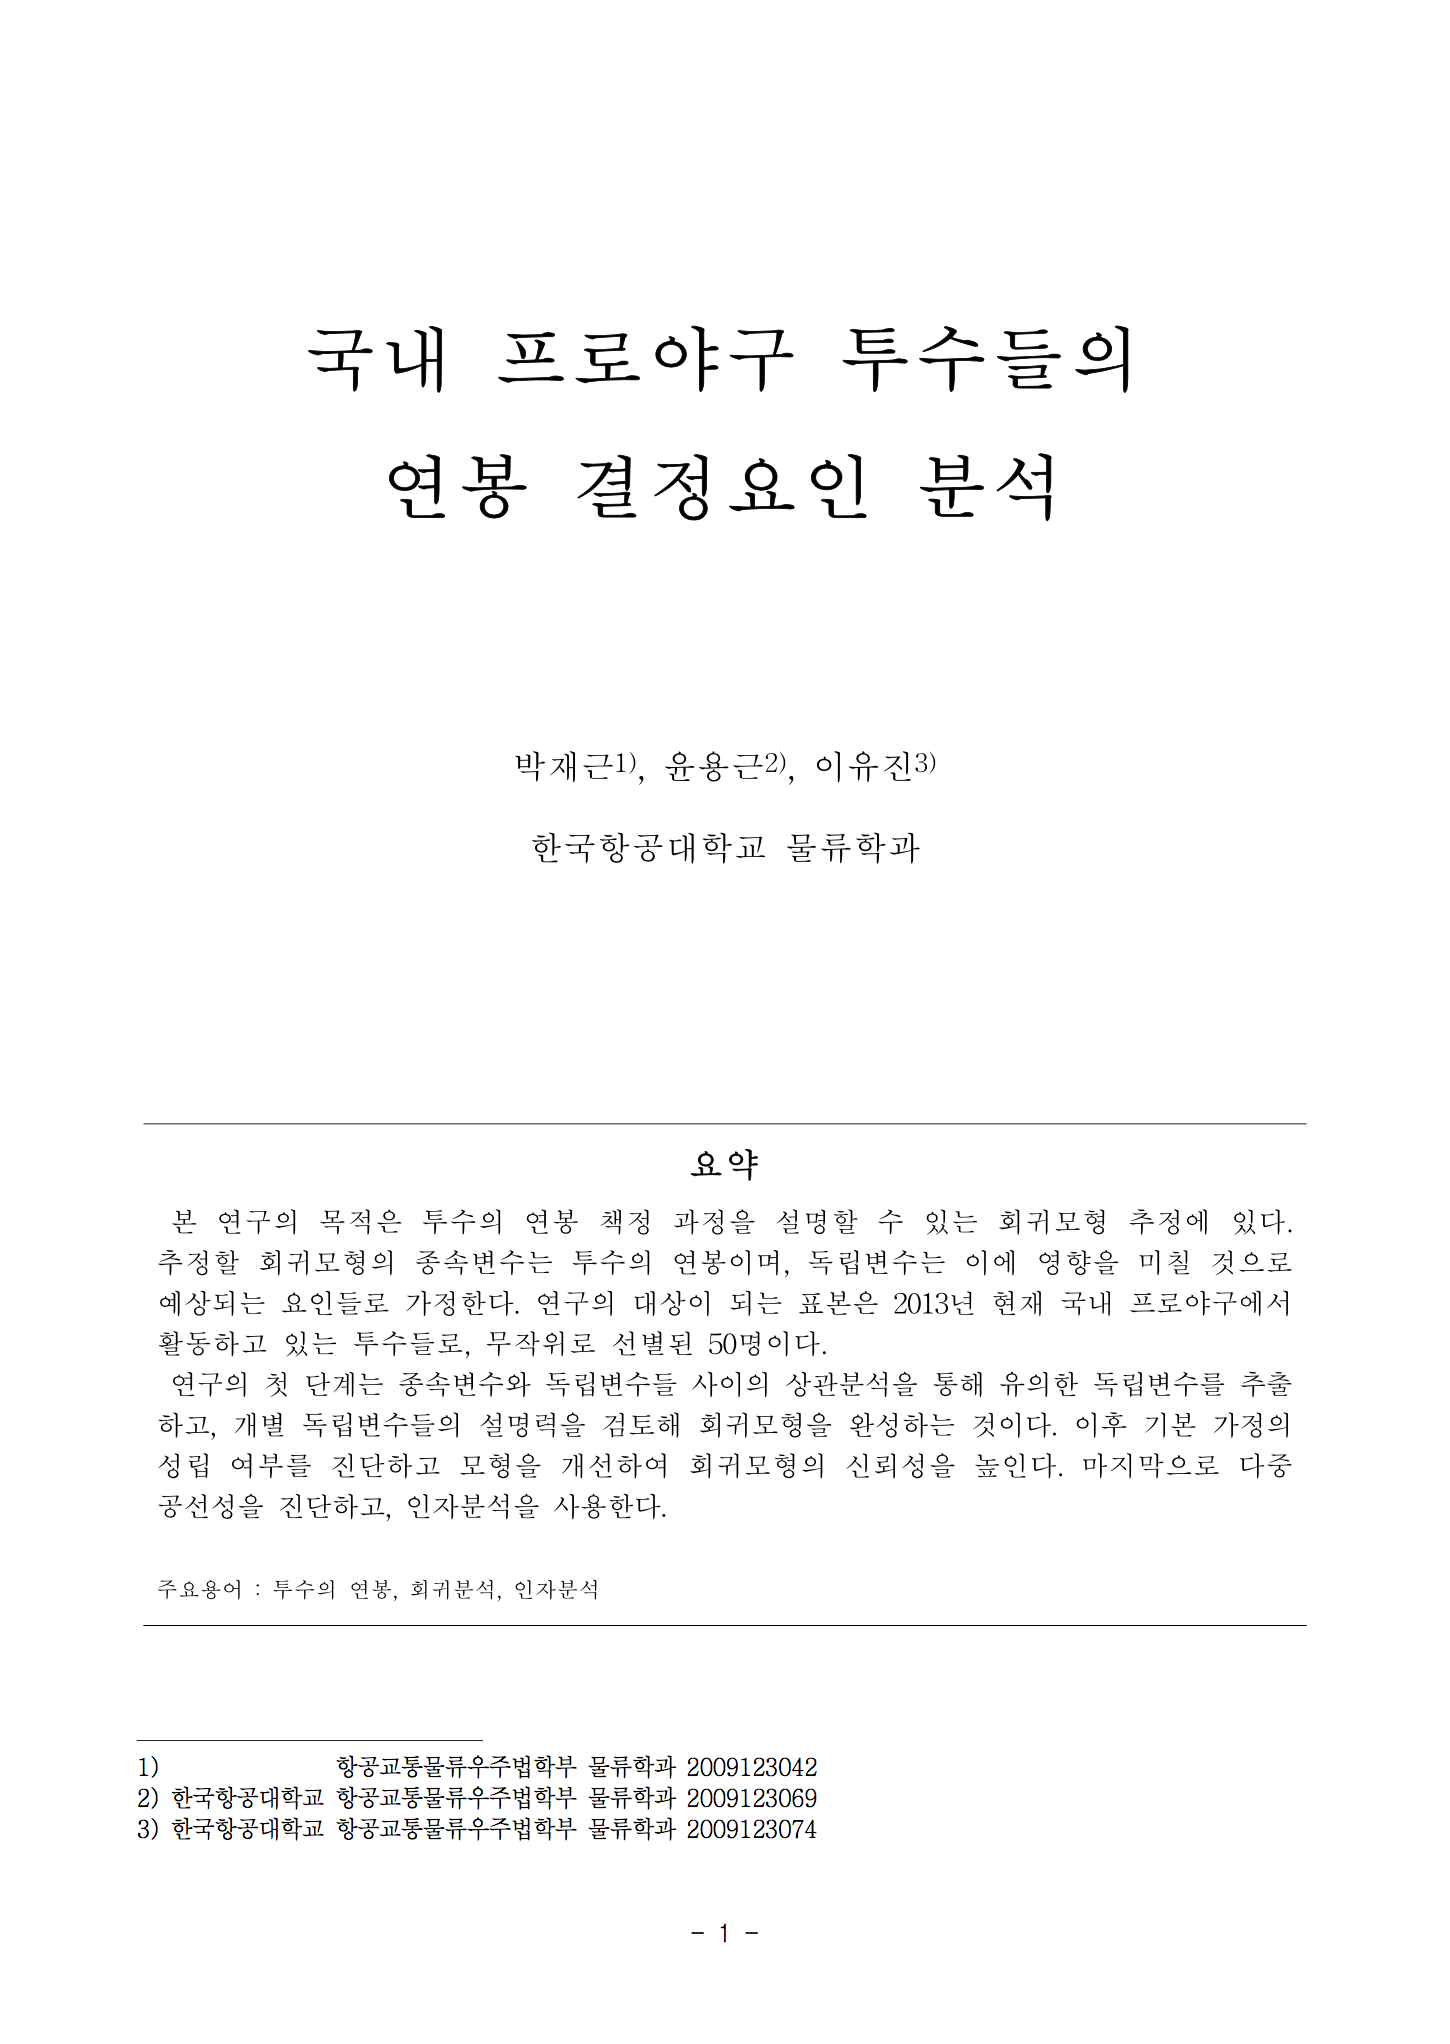 국내 프로야구 투수들의
연봉 결정요인 분석
박재근1), 윤용근2), 이유진3)
한국항공대학교 물류학과
요약
본 연구의 목적은 투수의 연봉 책정 과정을 설명할 수 있는 회귀모형 추정에 있다.
추정할 회귀모형의 종속변수는 투수의 연봉이며, 독립변수는 이에 영향을 미칠 것으로
예상되는 요인들로 가정한다. 연구의 대상이 되는 표본은 2013년 현재 국내 프로야구에서
활동하고 있는 투수들로, 무작위로 선별된 50명이다.
연구의 첫 단계는 종속변수와 독립변수들 사이의 상관분석을 통해 유의한 독립변수를 추출
하고, 개별 독립변수들의 설명력을 검토해 회귀모형을 완성하는 것이다. 이후 기본 가정의
성립 여부를 진단하고 모형을 개선하여 회귀모형의 신뢰성을 높인다. 마지막으로 다중
공선성을 진단하고, 인자분석을 사용한다.
주요용어 : 투수의 연봉, 회귀분석, 인자분석
1) 항공교통물류우주법학부 물류학과 2009123042
2) 한국항공대학교 항공교통물류우주법학부 물류학과 2009123069
3) 한국항공대학교 항공교통물류우주법학부 물류학과 2009123074
- 1 -